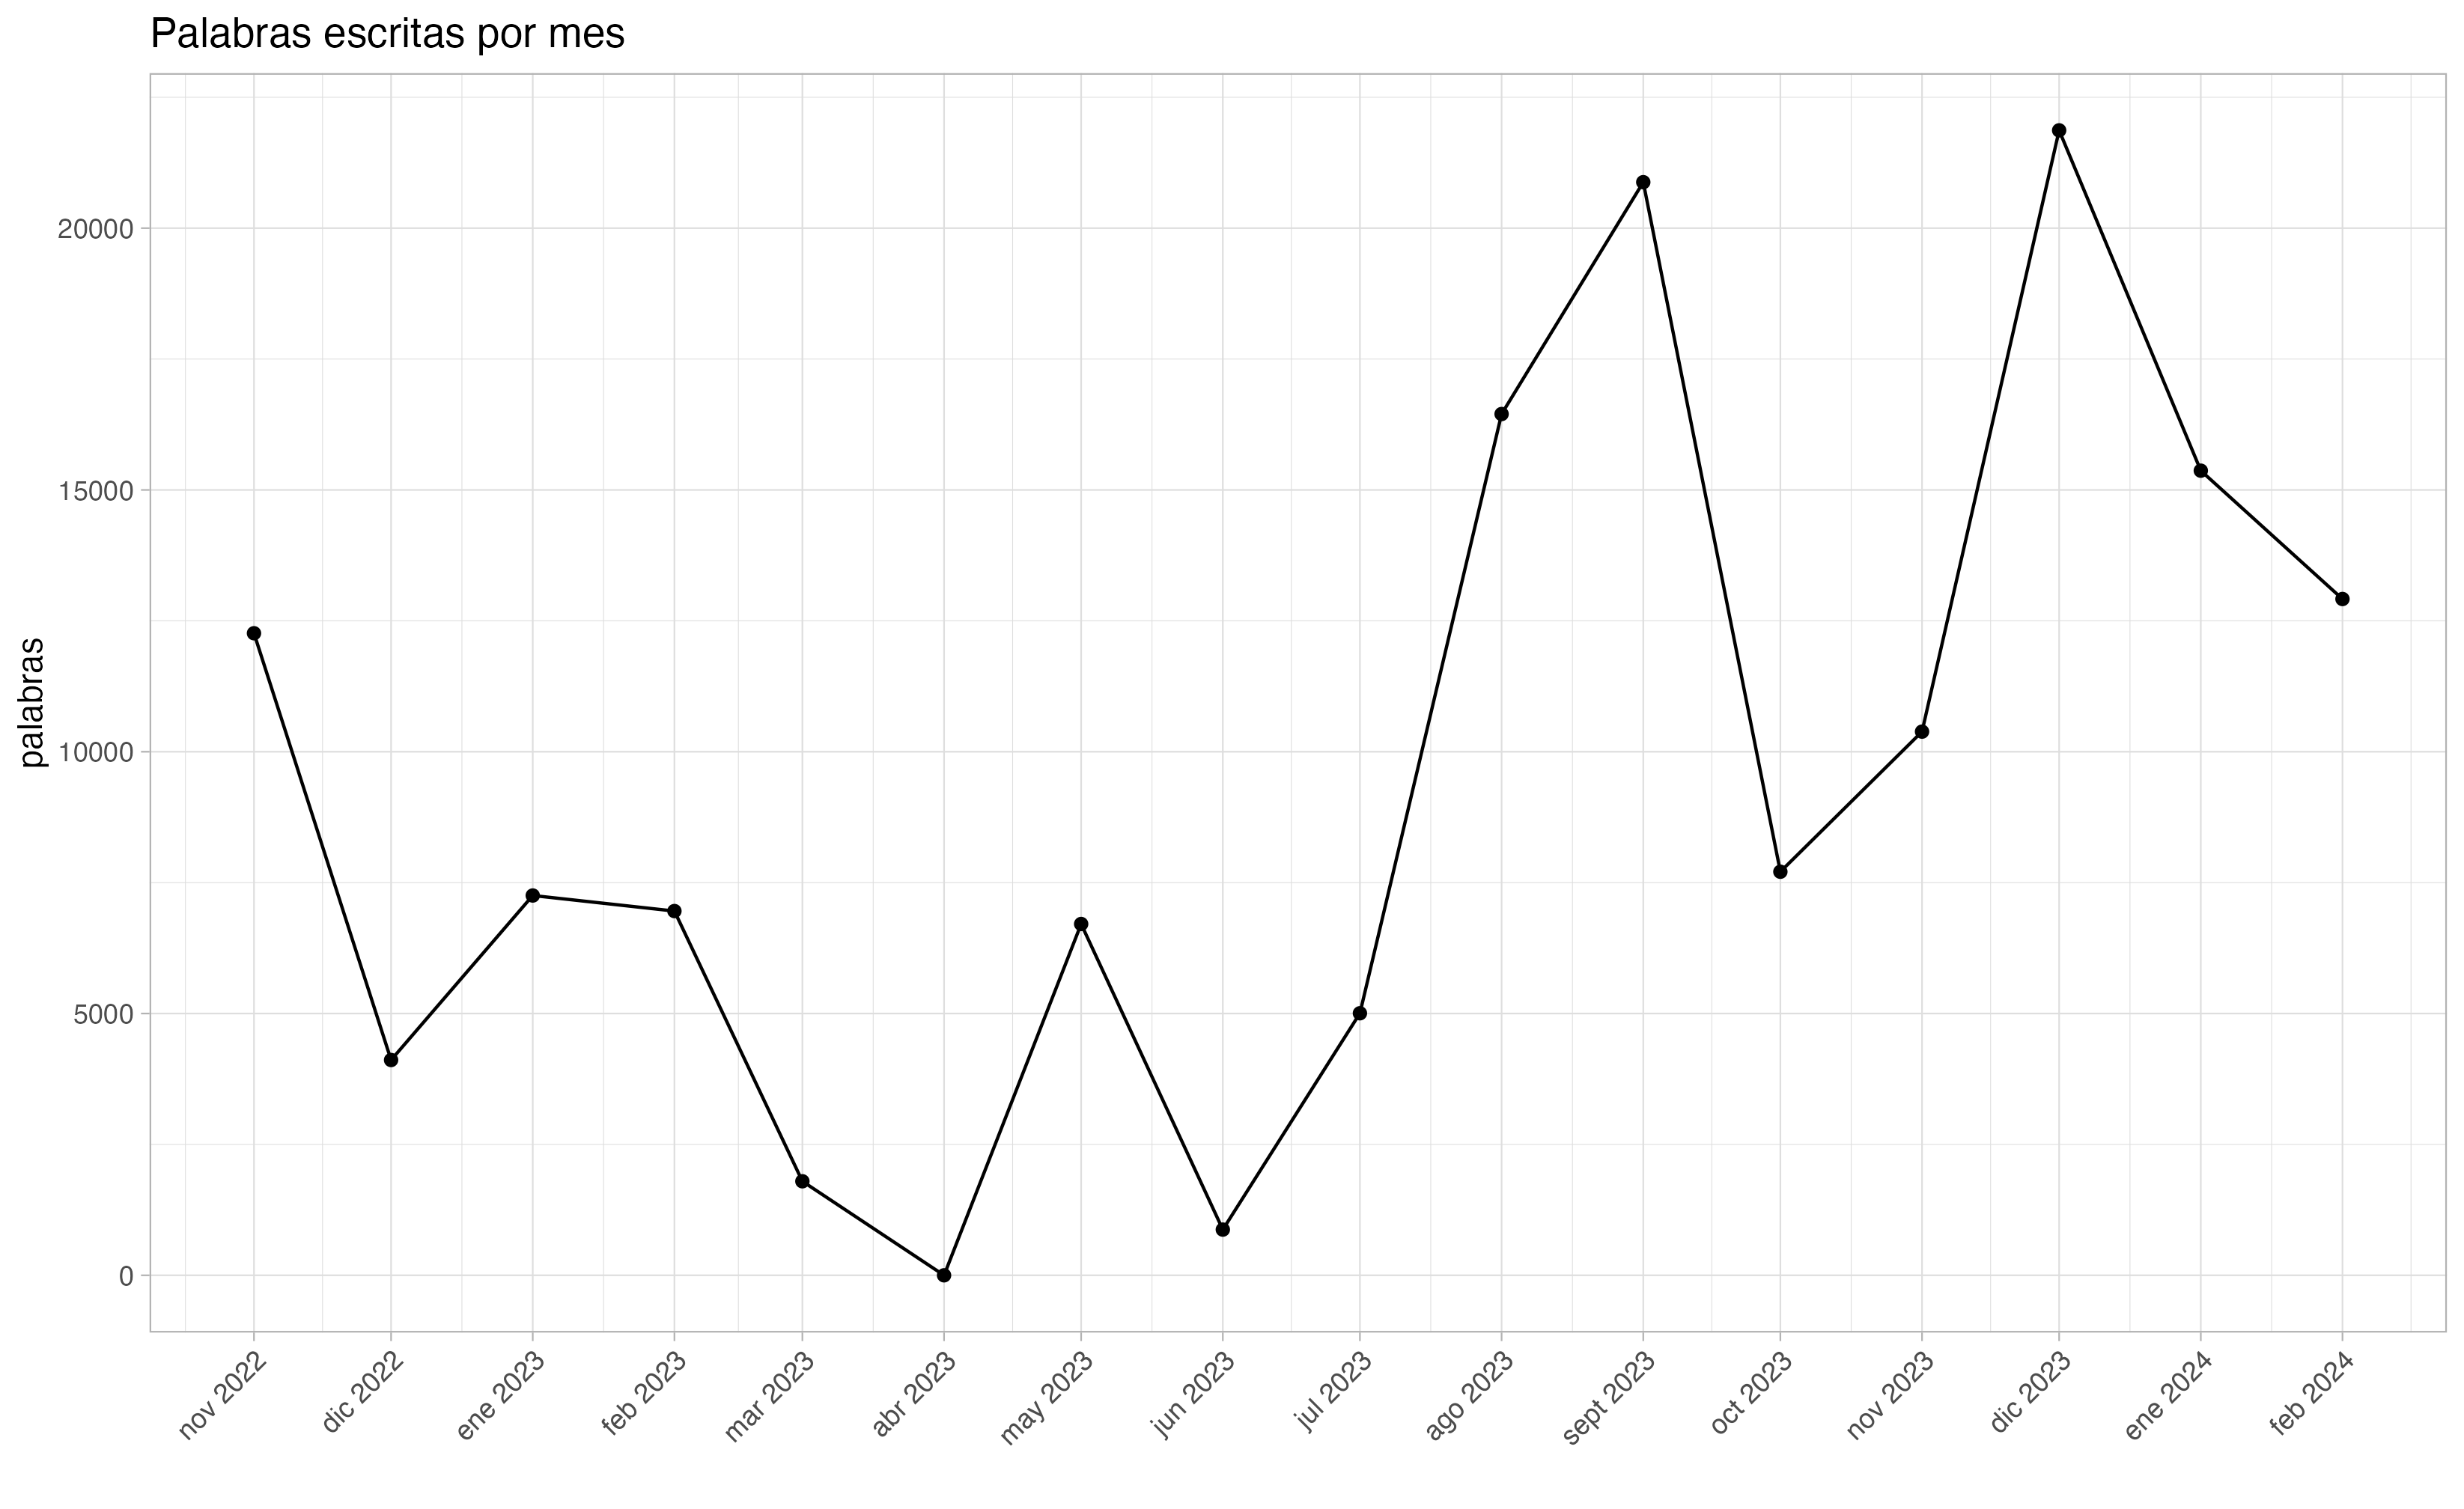 Palabras escritas por mes
palabras
20000
15000
10000
5000
0
nov 2022
dic 2022
ene 2023
feb 2023
mar 2023
abr 2023
may 2023
jun 2023
jul 2023
ago 2023
sept 2023
oct 2023
nov 2023
dic 2023
ene 2024
feb 2024